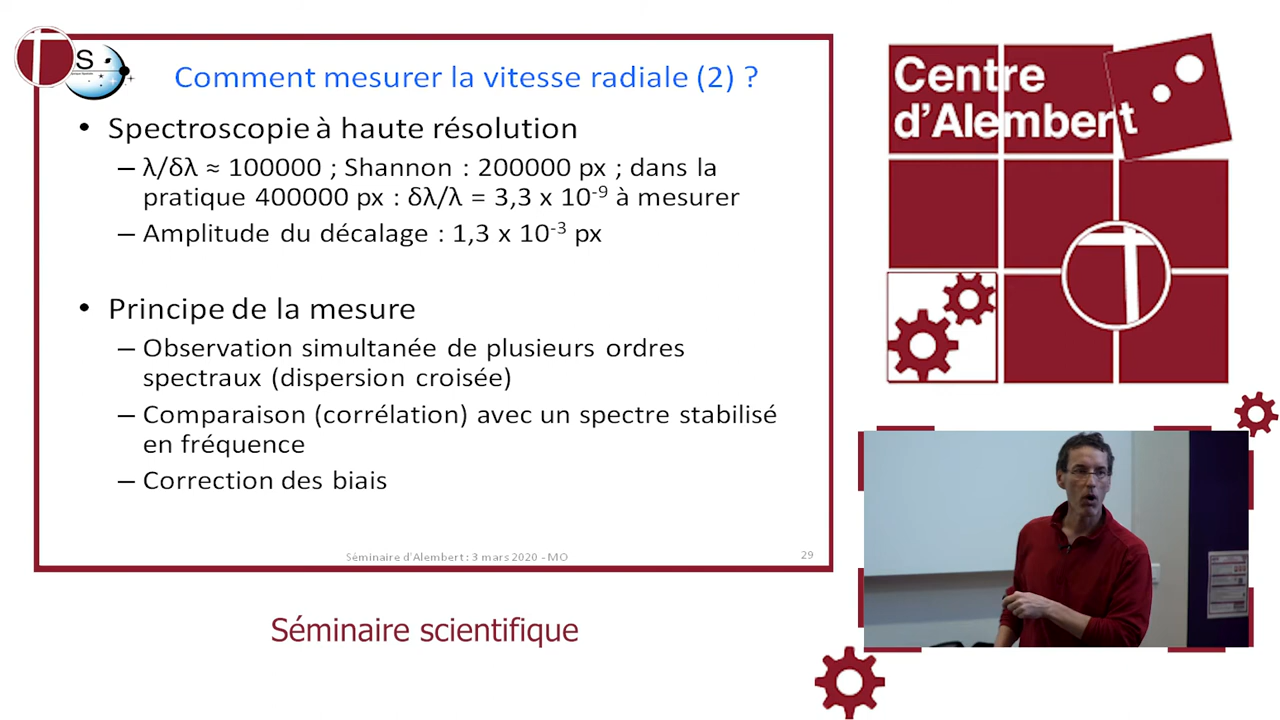 S
Comment mesurer la vitesse radiale (2) ?
• Spectroscopie à haute résolution
– λ/δλ ≈ 100000 ; Shannon : 200000 px ; dans la
pratique 400000 px : δλ/λ = 3,3 x 10⁻⁹ à mesurer
– Amplitude du décalage : 1,3 x 10⁻³ px
• Principe de la mesure
– Observation simultanée de plusieurs ordres
spectraux (dispersion croisée)
– Comparaison (corrélation) avec un spectre stabilisé
en fréquence
– Correction des biais
Séminaire d'Alembert : 3 mars 2020 - MO
29
Centre
d'Alembert
Séminaire scientifique